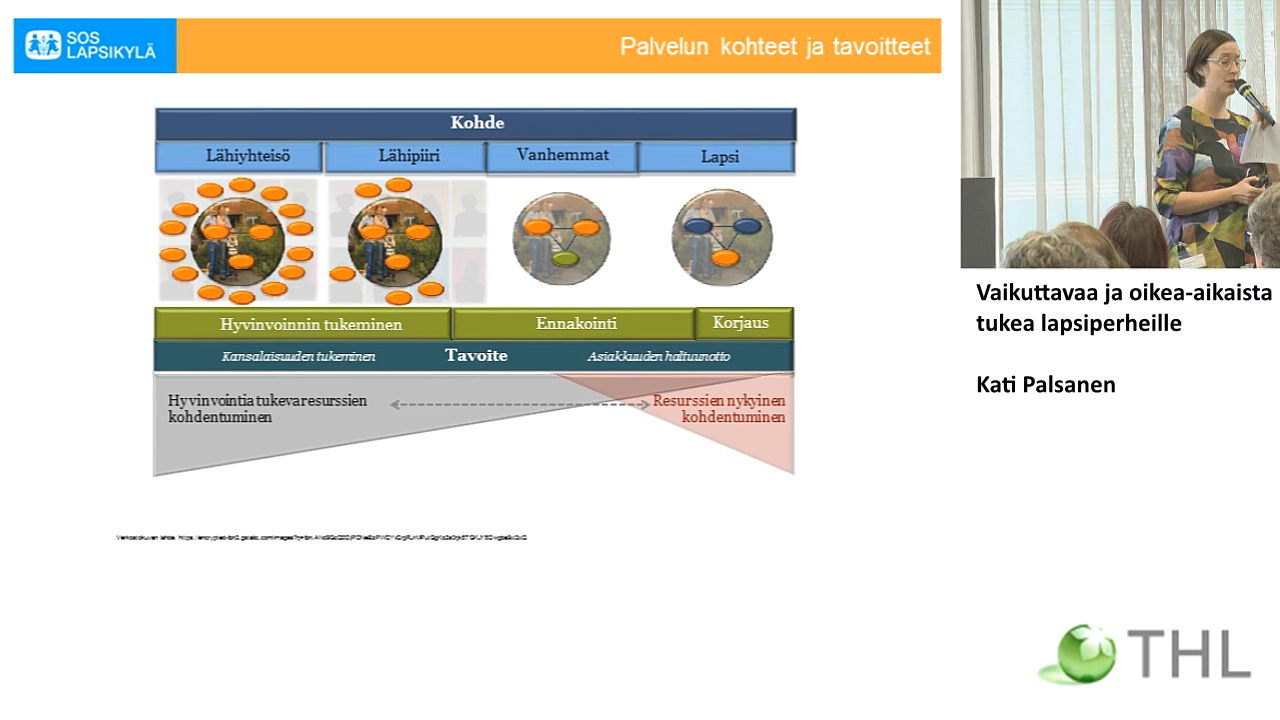 SOS
LAPSIKYLÄ
Palvelun kohteet ja tavoitteet
Kohde
Lähiyhteisö
Lähipiiri
Vanhemmat
Lapsi
Hyvinvoinnin tukeminen
Ennakointi
Korjaus
Kansalaisuuden tukeminen
Tavoite
Asiakkuuden haltuunotto
Hyvinvointia tukeva resurssien
kohdentuminen
Resurssien nykyinen
kohdentuminen
Vaikuttavaa ja oikea-aikaista
tukea lapsiperheille
Kati Palsanen
THL